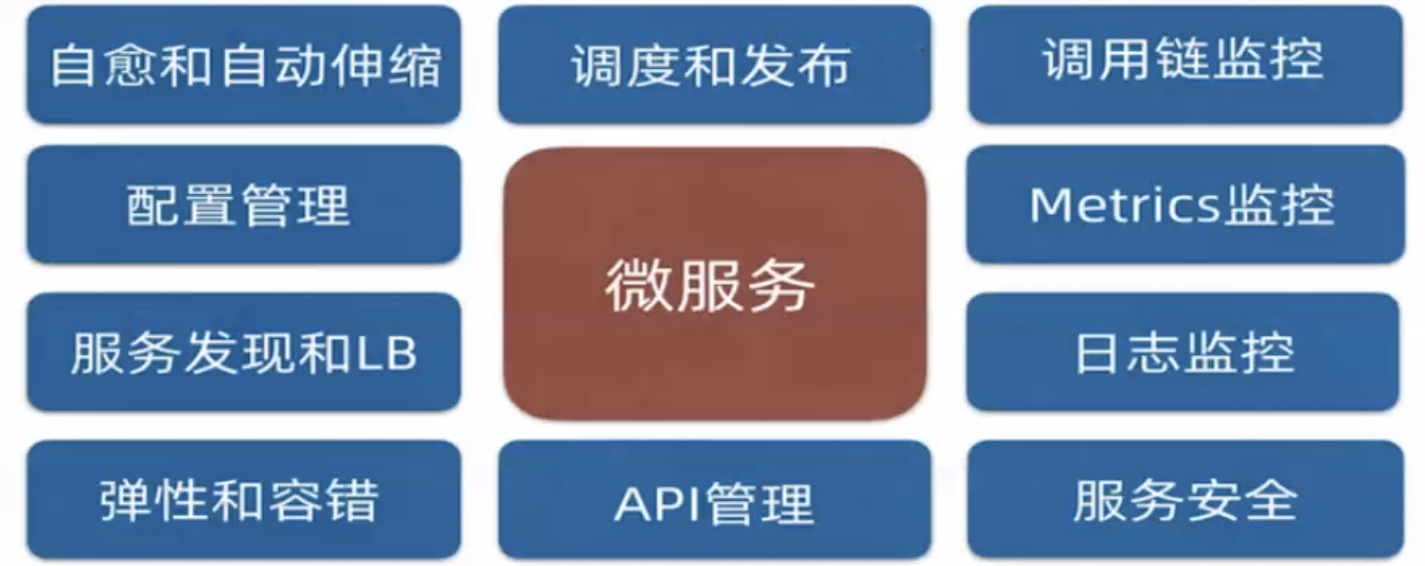 自愈和自动伸缩
调度和发布
调用链监控
配置管理
Metrics监控
微服务
服务发现和LB
日志监控
弹性和容错
API管理
服务安全